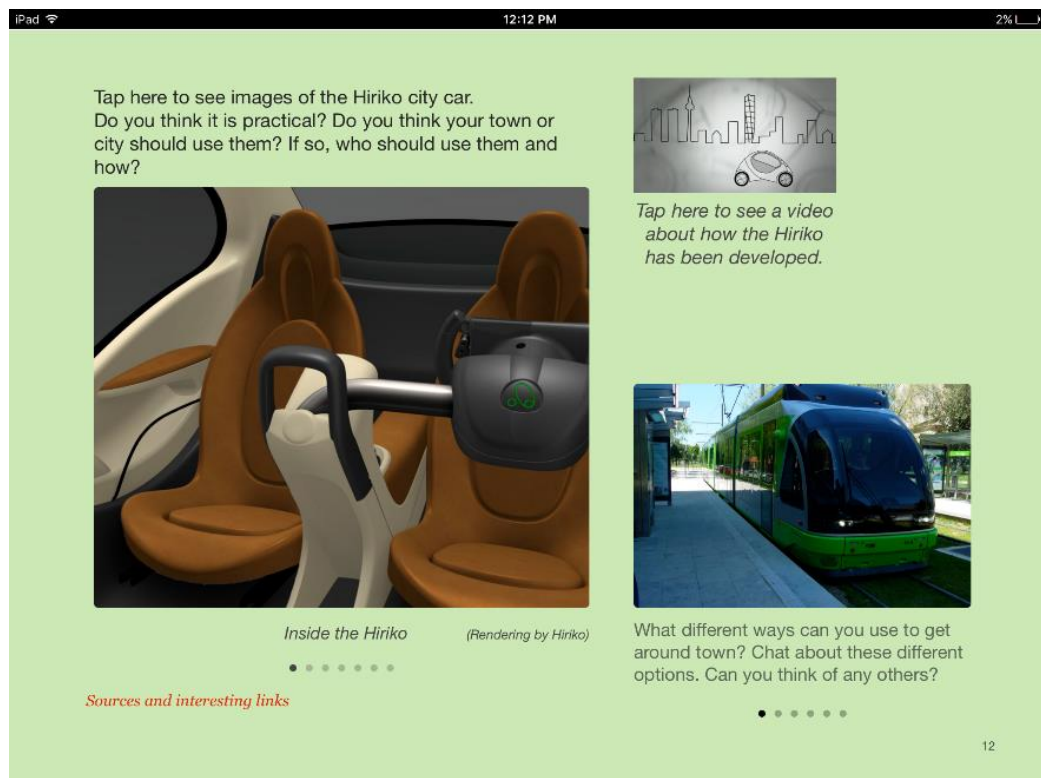 iPad
12:12 PM
2%
Tap here to see images of the Hiriko city car.
Do you think it is practical? Do you think your town or
city should use them? If so, who should use them and
how?
Tap here to see a video
about how the Hiriko
has been developed.
Inside the Hiriko
(Rendering by Hiriko)
What different ways can you use to get
around town? Chat about these different
options. Can you think of any others?
Sources and interesting links
12